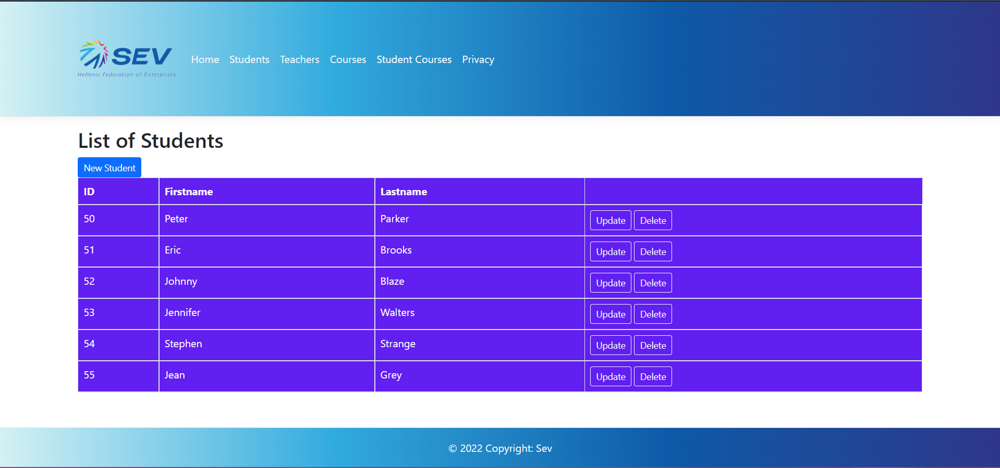 SEV
Hellenic Federation of Enterprises
Home Students Teachers Courses Student Courses Privacy
List of Students
New Student
ID Firstname Lastname
50 Peter Parker Update Delete
51 Eric Brooks Update Delete
52 Johnny Blaze Update Delete
53 Jennifer Walters Update Delete
54 Stephen Strange Update Delete
55 Jean Grey Update Delete
© 2022 Copyright: Sev